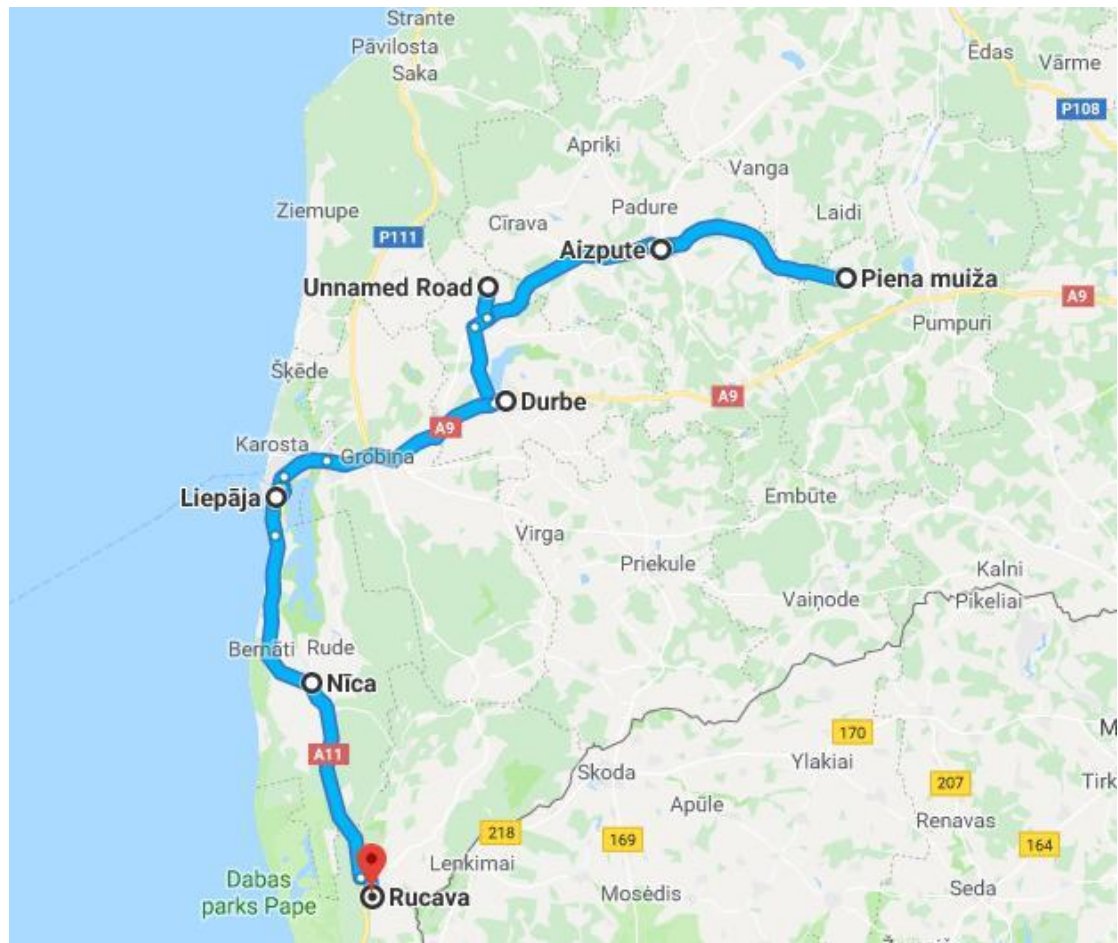 Strante
Pāvilosta
Saka
Ēdas
Vārme
P108
Apriķi
Vanga
Ziemupe
Cīrava
Padure
Laidi
P111
Aizpute
Unnamed Road
Piena muiža
A9
Pumpuri
Šķēde
Durbe
A9
A9
Karosta
Grobiņa
Liepāja
Embūte
Virga
Priekule
Kalni
Vaiņode
Pikeliai
Bernāti
Rude
Nīca
170
M
A11
Skoda
Ylakiai
207
Tirk
Apūle
Renavas
218
169
164
Lenkimai
Dabas
parks Pape
Rucava
Mosėdis
Seda